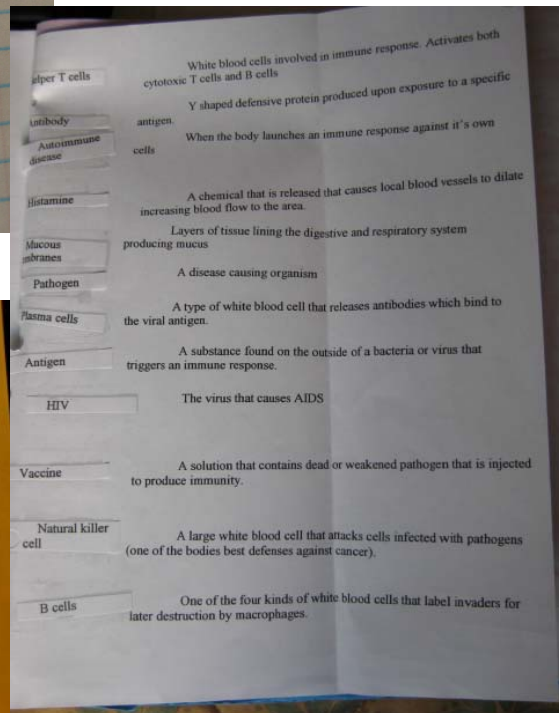 White blood cells involved in immune response. Activates both
elper T cells
cytotoxic T cells and B cells
Y shaped defensive protein produced upon exposure to a specific
Antibody
antigen.
When the body launches an immune response against it's own
Autoimmune
disease
cells
A chemical that is released that causes local blood vessels to dilate
Histamine
increasing blood flow to the area.
Layers of tissue lining the digestive and respiratory system
Mucous
mbranes
producing mucus
A disease causing organism
Pathogen
A type of white blood cell that releases antibodies which bind to
Plasma cells
the viral antigen.
A substance found on the outside of a bacteria or virus that
Antigen
triggers an immune response.
The virus that causes AIDS
HIV
A solution that contains dead or weakened pathogen that is injected
Vaccine
to produce immunity.
Natural killer
cell
A large white blood cell that attacks cells infected with pathogens
(one of the bodies best defenses against cancer).
One of the four kinds of white blood cells that label invaders for
B cells
later destruction by macrophages.